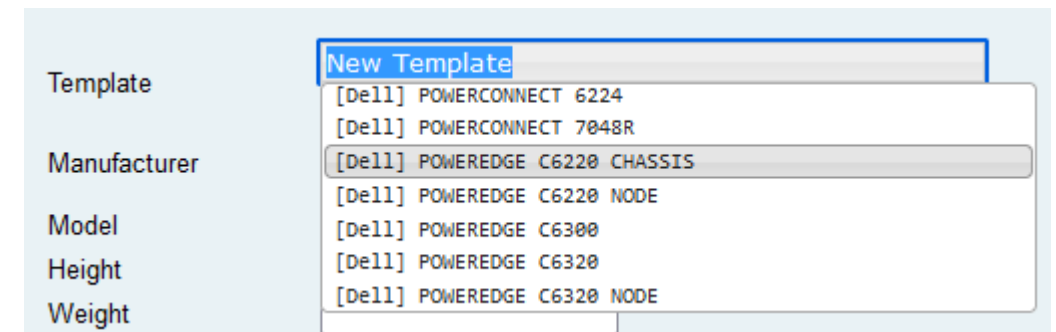 New Template
Template
[Dell] POWERCONNECT 6224
[Dell] POWERCONNECT 7048R
Manufacturer
[Dell] POWEREDGE C6220 CHASSIS
[Dell] POWEREDGE C6220 NODE
Model
[Dell] POWEREDGE C6300
Height
[Dell] POWEREDGE C6320
[Dell] POWEREDGE C6320 NODE
Weight